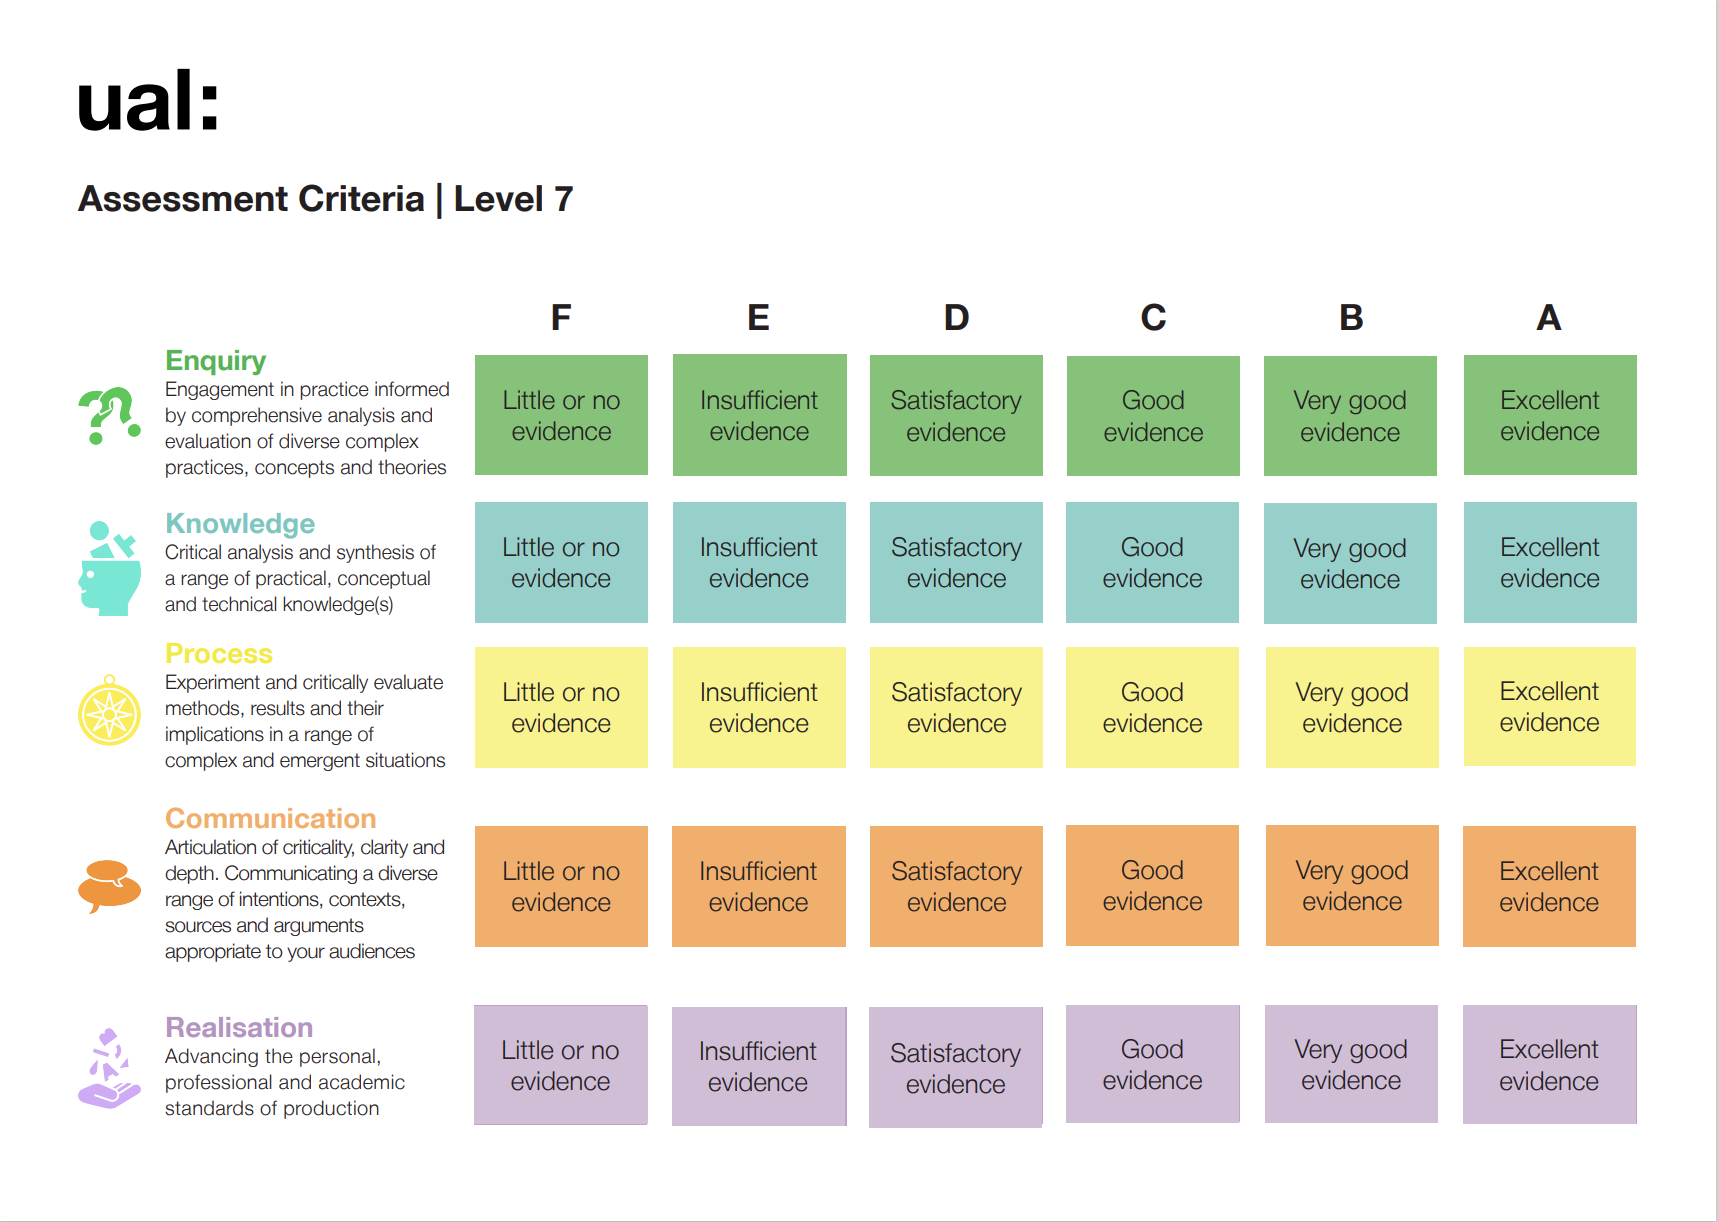 ual:
Assessment Criteria | Level 7
F E D C B A
Enquiry
Engagement in practice informed
by comprehensive analysis and
evaluation of diverse complex
practices, concepts and theories
Little or no
evidence
Insufficient
evidence
Satisfactory
evidence
Good
evidence
Very good
evidence
Excellent
evidence
Knowledge
Critical analysis and synthesis of
a range of practical, conceptual
and technical knowledge(s)
Little or no
evidence
Insufficient
evidence
Satisfactory
evidence
Good
evidence
Very good
evidence
Excellent
evidence
Process
Experiment and critically evaluate
methods, results and their
implications in a range of
complex and emergent situations
Little or no
evidence
Insufficient
evidence
Satisfactory
evidence
Good
evidence
Very good
evidence
Excellent
evidence
Communication
Articulation of criticality, clarity and
depth. Communicating a diverse
range of intentions, contexts,
sources and arguments
appropriate to your audiences
Little or no
evidence
Insufficient
evidence
Satisfactory
evidence
Good
evidence
Very good
evidence
Excellent
evidence
Realisation
Advancing the personal,
professional and academic
standards of production
Little or no
evidence
Insufficient
evidence
Satisfactory
evidence
Good
evidence
Very good
evidence
Excellent
evidence